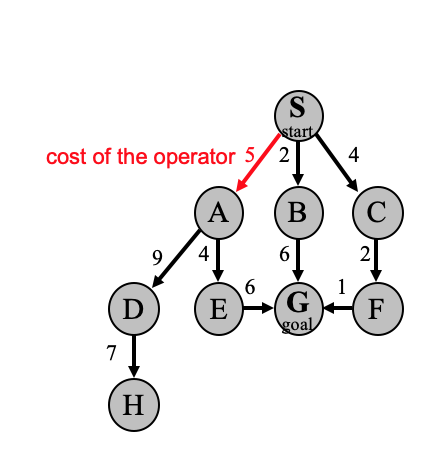 S
start
cost of the operator 5 2 4
A B C
9 4 6 2
D E 6 G 1 F
goal
7
H